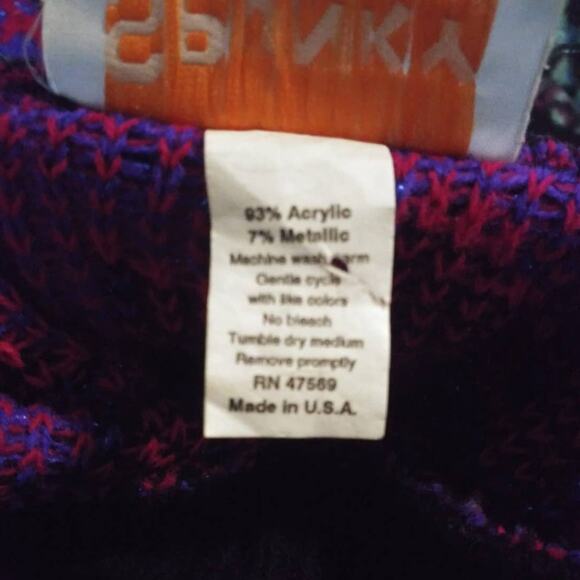 SPUNKY
93% Acrylic
7% Metallic
Machine wash warm
Gentle cycle
with like colors
No bleach
Tumble dry medium
Remove promptly
RN 47569
Made in U.S.A.